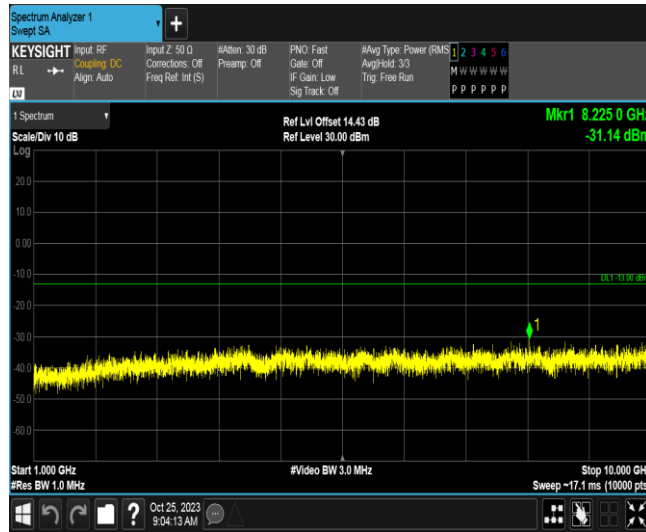 Spectrum Analyzer 1
Swept SA
+
KEYSIGHT
RL
LXI
Input: RF
Coupling: DC
Align: Auto
Input Z: 50 Ω
Corrections: Off
Freq Ref: Int (S)
#Atten: 30 dB
Preamp: Off
PNO: Fast
Gate: Off
IF Gain: Low
Sig Track: Off
#Avg Type: Power (RMS
Avg|Hold: 3/3
Trig: Free Run
1 2 3 4 5 6
M W W W W W
P P P P P P
1 Spectrum
Scale/Div 10 dB
Ref Lvl Offset 14.43 dB
Ref Level 30.00 dBm
Mkr1 8.225 0 GHz
-31.14 dBm
Log
20.0
10.0
0.00
-10.0
DL1 -13.00 dBm
-20.0
-30.0
1
-40.0
-50.0
-60.0
Start 1.000 GHz
#Res BW 1.0 MHz
#Video BW 3.0 MHz
Stop 10.000 GH
Sweep ~17.1 ms (10000 pts
?
Oct 25, 2023
9:04:13 AM